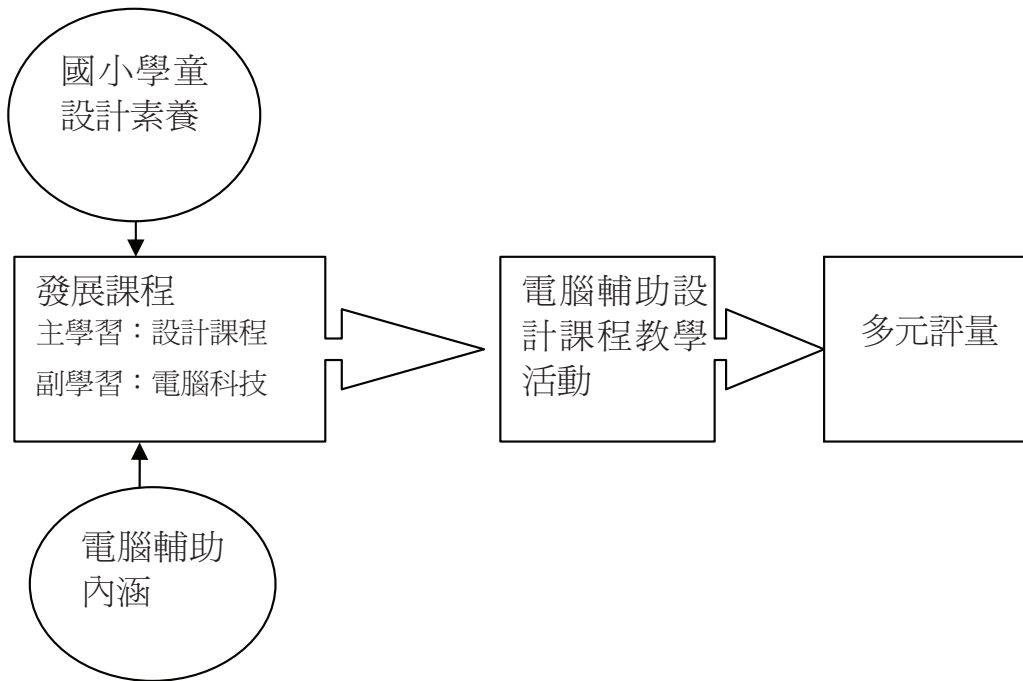 國小學童
設計素養
發展課程
主學習：設計課程
副學習：電腦科技
電腦輔助設
計課程教學
活動
多元評量
電腦輔助
內涵